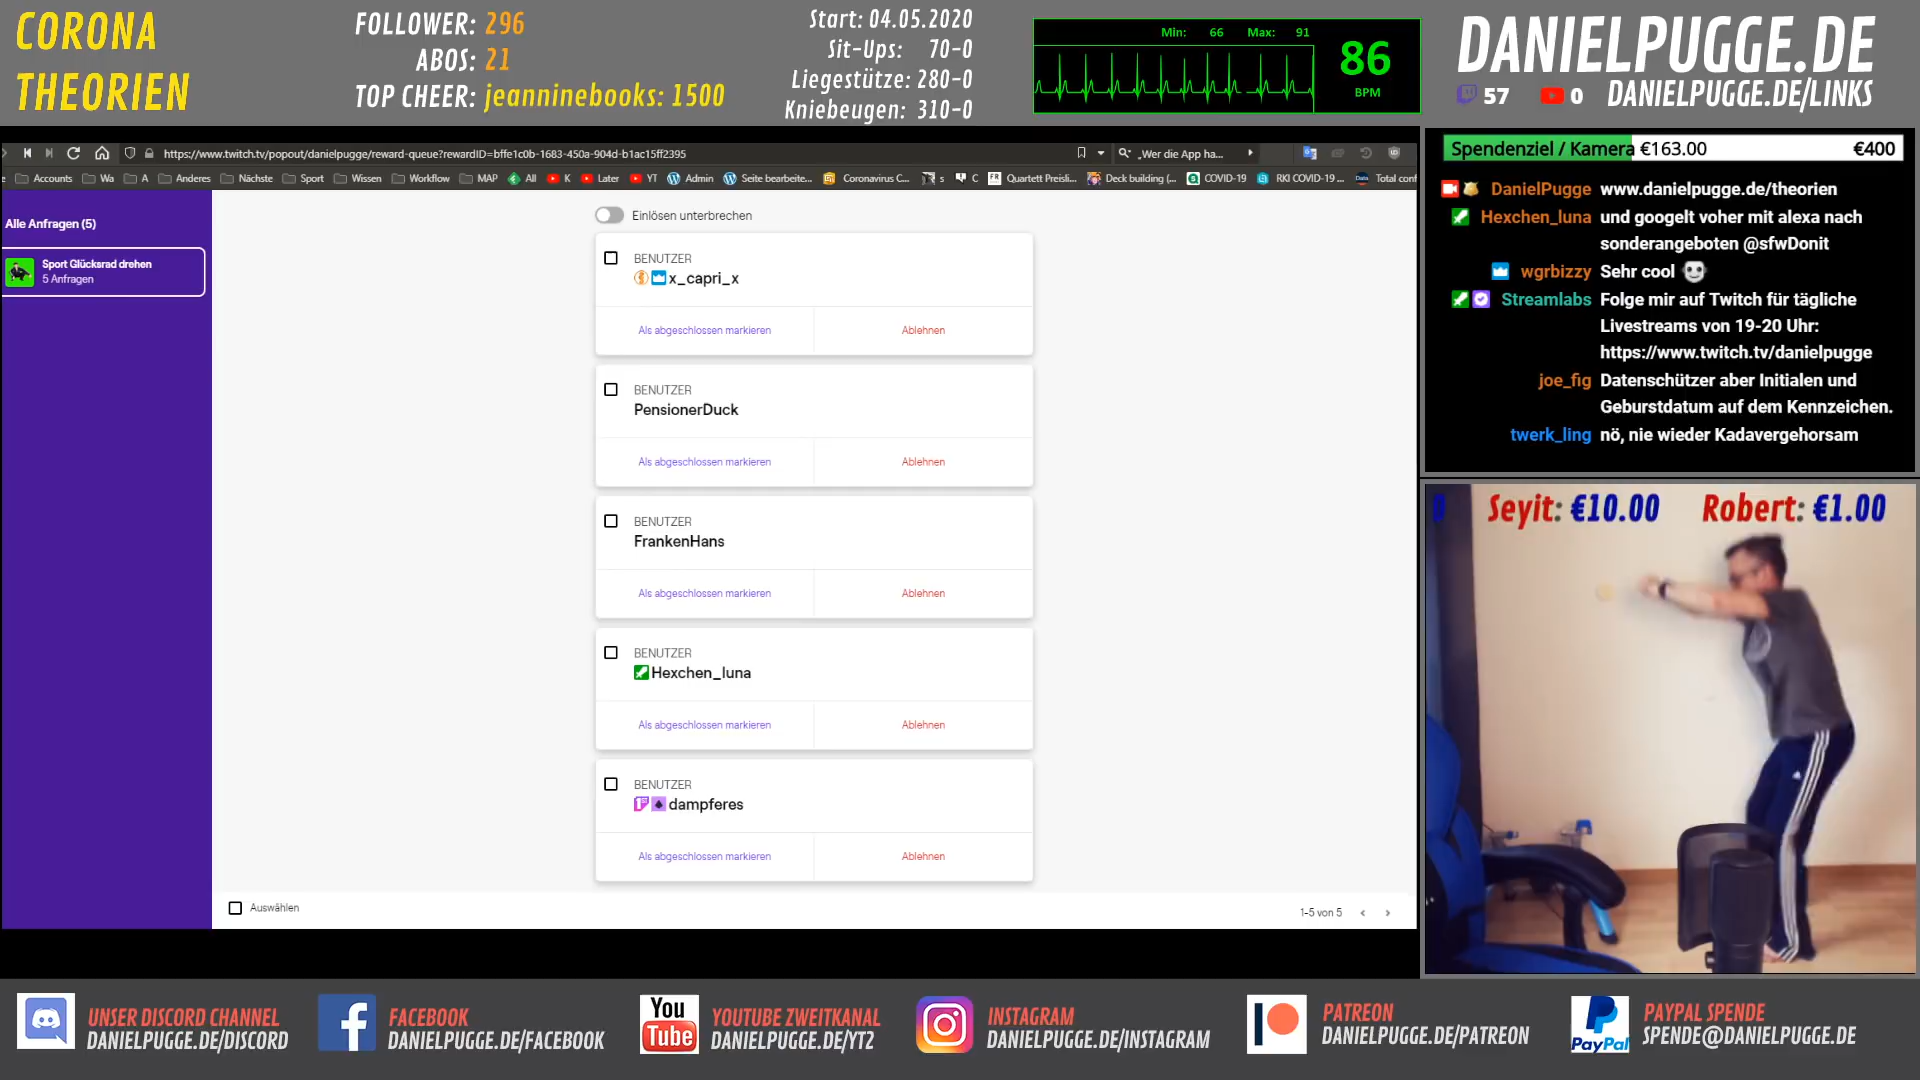 CORONA
THEORIEN
FOLLOWER: 296
ABOS: 21
TOP CHEER: jeanninebooks: 1500
Start: 04.05.2020
Sit-Ups: 70-0
Liegestütze: 280-0
Kniebeugen: 310-0
Min: 66 Max: 91
86
BPM
DANIELPUGGE.DE
57 0 DANIELPUGGE.DE/LINKS
https://www.twitch.tv/popout/danielpugge/reward-queue?rewardID=bffe1c0b-1683-450a-904d-b1ac15ff2395
„Wer die App ha...
Accounts Wa A Anderes Nächste Sport Wissen Workflow MAP All K Later YT Admin Seite bearbeite... Coronavirus C... s C Quartett Preisli... Deck building (... COVID-19 RKI COVID-19 ... Total conf
Alle Anfragen (5)
Sport Glücksrad drehen
5 Anfragen
Einlösen unterbrechen
BENUTZER
x_capri_x
Als abgeschlossen markieren Ablehnen
BENUTZER
PensionerDuck
Als abgeschlossen markieren Ablehnen
BENUTZER
FrankenHans
Als abgeschlossen markieren Ablehnen
BENUTZER
Hexchen_luna
Als abgeschlossen markieren Ablehnen
BENUTZER
dampferes
Als abgeschlossen markieren Ablehnen
Auswählen
1-5 von 5
Spendenziel / Kamera €163.00 €400
DanielPugge www.danielpugge.de/theorien
Hexchen_luna und googelt voher mit alexa nach
sonderangeboten @sfwDonit
wgrbizzy Sehr cool
Streamlabs Folge mir auf Twitch für tägliche
Livestreams von 19-20 Uhr:
https://www.twitch.tv/danielpugge
joe_fig Datenschützer aber Initialen und
Geburstdatum auf dem Kennzeichen.
twerk_ling nö, nie wieder Kadavergehorsam
Seyit: €10.00 Robert: €1.00
UNSER DISCORD CHANNEL
DANIELPUGGE.DE/DISCORD
FACEBOOK
DANIELPUGGE.DE/FACEBOOK
You
Tube
YOUTUBE ZWEITKANAL
DANIELPUGGE.DE/YT2
INSTAGRAM
DANIELPUGGE.DE/INSTAGRAM
PATREON
DANIELPUGGE.DE/PATREON
PayPal
PAYPAL SPENDE
SPENDE@DANIELPUGGE.DE